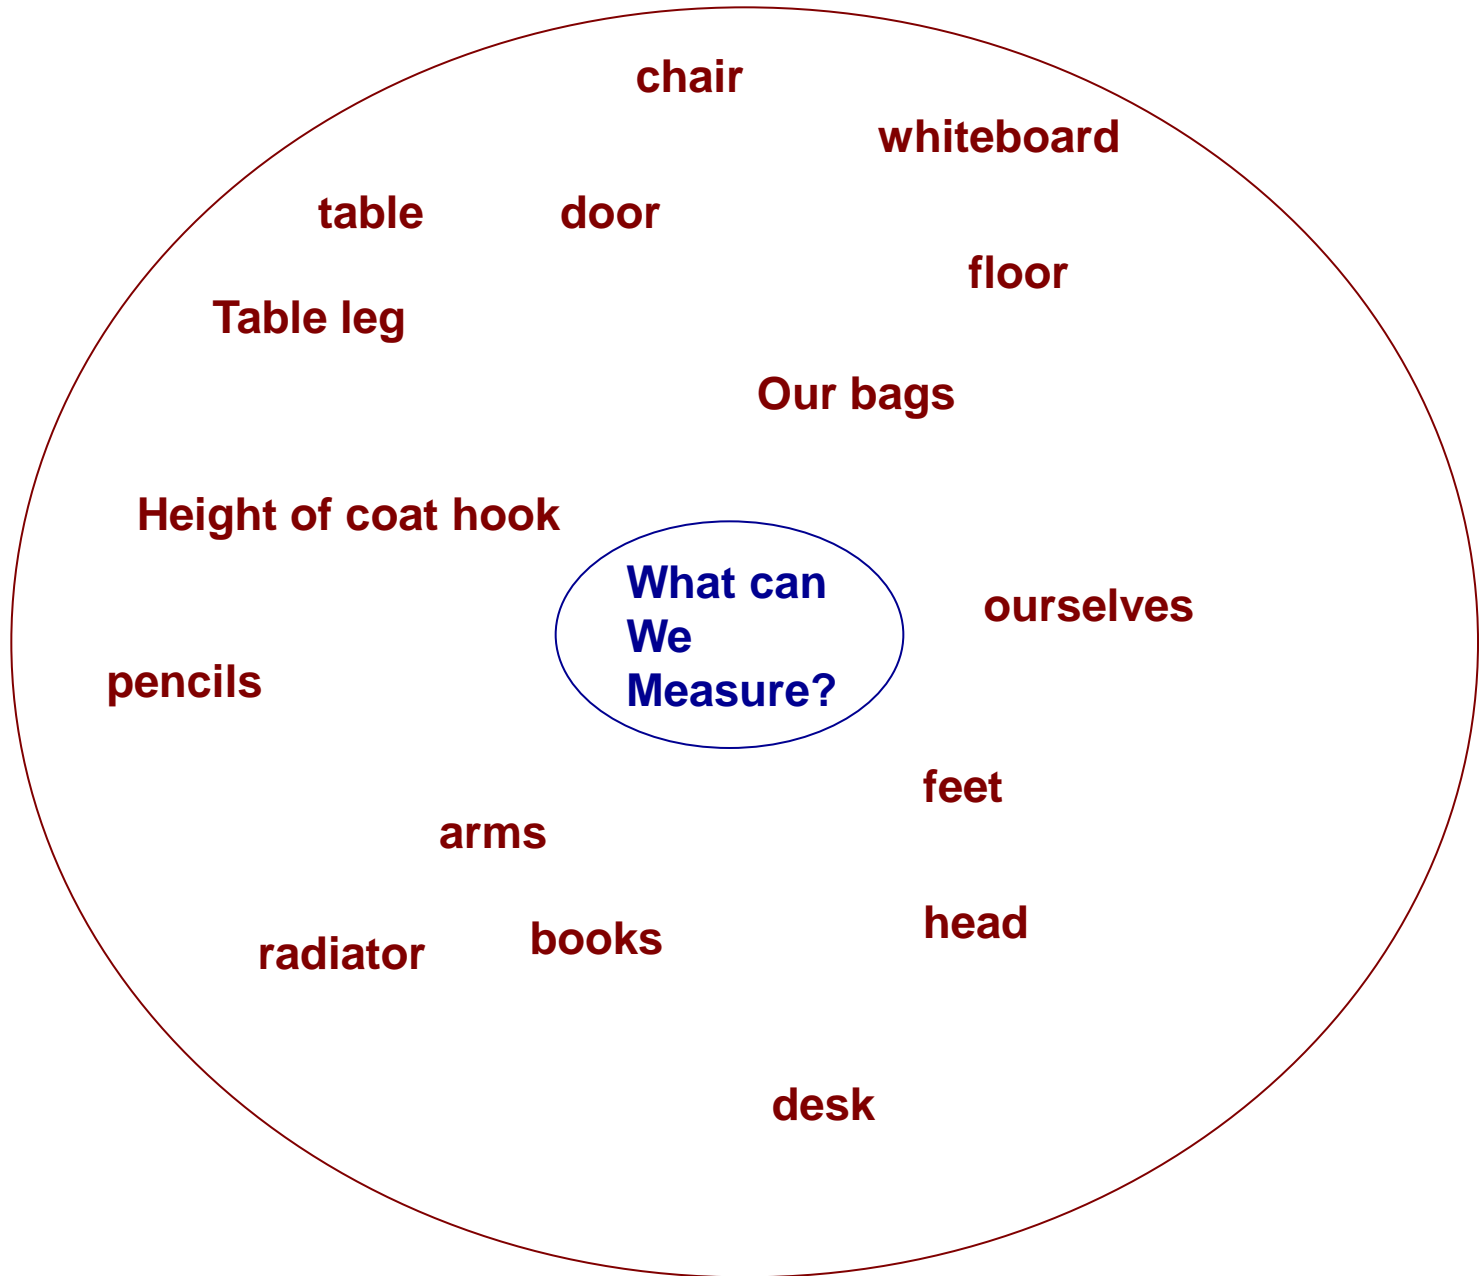 chair
whiteboard
table
door
floor
Table leg
Our bags
Height of coat hook
What can
We
Measure?
ourselves
pencils
feet
arms
head
books
radiator
desk